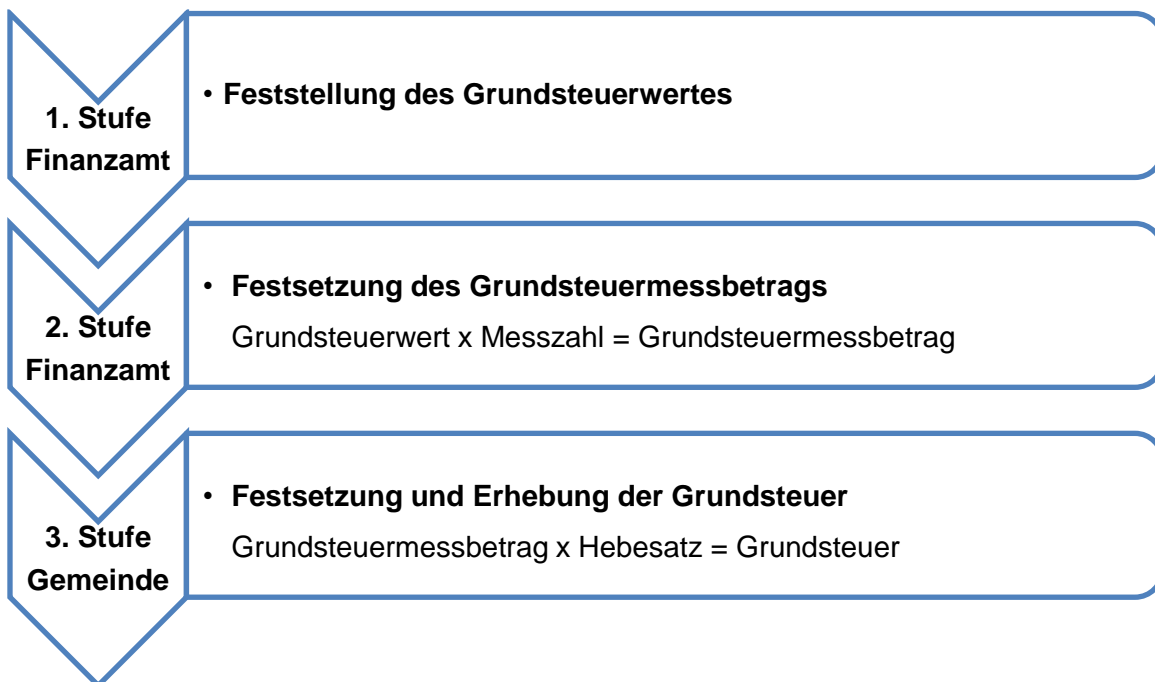 1. Stufe
Finanzamt
• Feststellung des Grundsteuerwertes
2. Stufe
Finanzamt
• Festsetzung des Grundsteuermessbetrags
Grundsteuerwert x Messzahl = Grundsteuermessbetrag
3. Stufe
Gemeinde
• Festsetzung und Erhebung der Grundsteuer
Grundsteuermessbetrag x Hebesatz = Grundsteuer